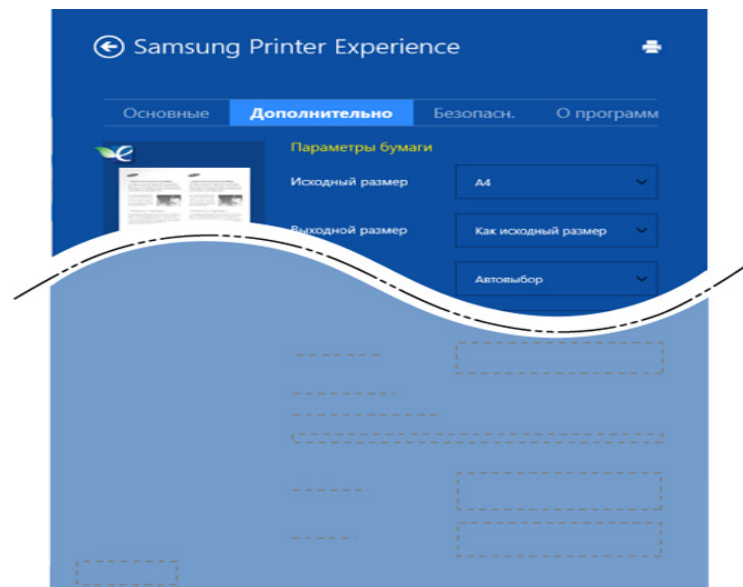 Samsung Printer Experience
Основные Дополнительно Безопасн. О программ
Параметры бумаги
Исходный размер A4
Выходной размер Как исходный размер
Автовыбор